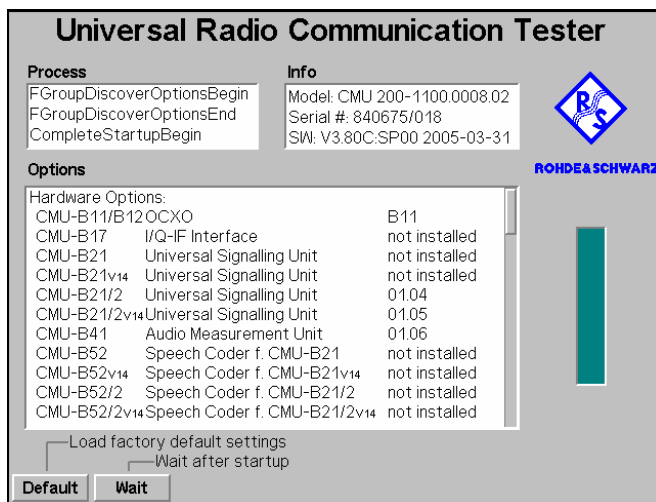 Universal Radio Communication Tester
Process
FGroupDiscoverOptionsBegin
FGroupDiscoverOptionsEnd
CompleteStartupBegin
Info
Model: CMU 200-1100.0008.02
Serial #: 840675/018
SW: V3.80C:SP00 2005-03-31
R S
ROHDE&SCHWARZ
Options
Hardware Options:
CMU-B11/B12 OCXO B11
CMU-B17 I/Q-IF Interface not installed
CMU-B21 Universal Signalling Unit not installed
CMU-B21v14 Universal Signalling Unit not installed
CMU-B21/2 Universal Signalling Unit 01.04
CMU-B21/2v14 Universal Signalling Unit 01.05
CMU-B41 Audio Measurement Unit 01.06
CMU-B52 Speech Coder f. CMU-B21 not installed
CMU-B52v14 Speech Coder f. CMU-B21v14 not installed
CMU-B52/2 Speech Coder f. CMU-B21/2 not installed
CMU-B52/2v14 Speech Coder f. CMU-B21/2v14 not installed
Load factory default settings
Wait after startup
Default Wait